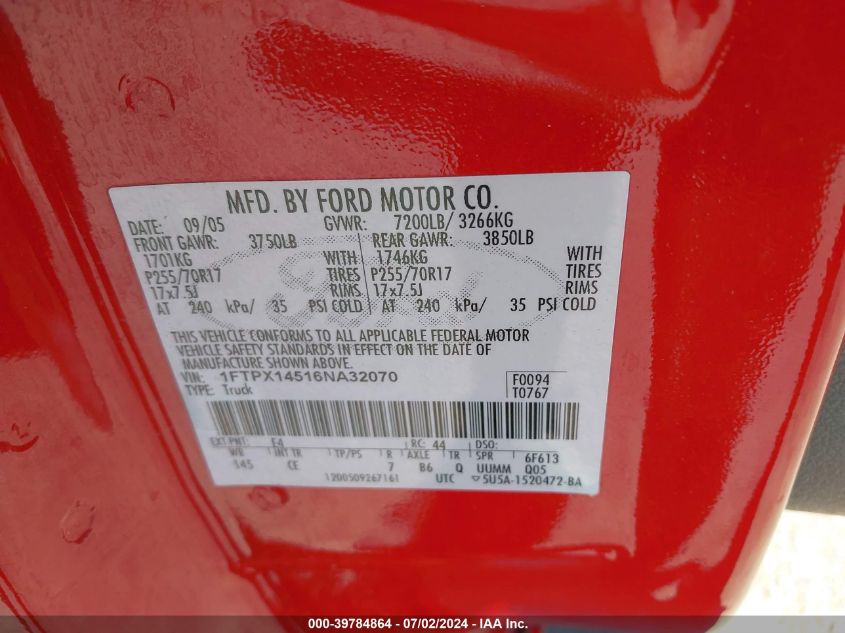 MFD. BY FORD MOTOR CO.
DATE: 09/05 GVWR: 7200LB/ 3266KG
FRONT GAWR: 3750LB REAR GAWR: 3850LB
1701KG WITH 1746KG WITH
P255/70R17 TIRES P255/70R17 TIRES
17x7.5J RIMS 17x7.5J RIMS
AT 240 kPa/ 35 PSI COLD AT 240 kPa/ 35 PSI COLD
THIS VEHICLE CONFORMS TO ALL APPLICABLE FEDERAL MOTOR
VEHICLE SAFETY STANDARDS IN EFFECT ON THE DATE OF
MANUFACTURE SHOWN ABOVE.
VIN: 1FTPX14516NA32070 F0094
TYPE: Truck T0767
EXT PNT: E4 RC: 44 DSO:
WB INT TR TP/PS R AXLE TR SPR 6F613
145 CE 7 B6 Q UUMM Q05
12D0509267161 UTC 5U5A-1520472-BA
000-39784864 / 07/02/2024 - IAA Inc.